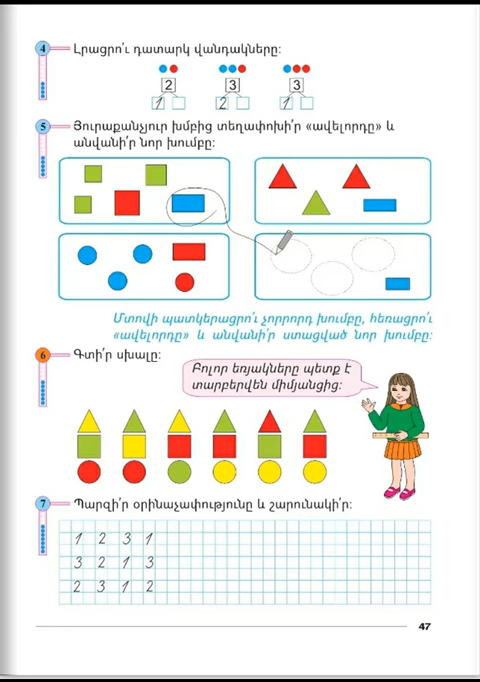 4 Լրացրո՛ւ դատարկ վանդակները:
2 3 3
1 2 1
5 Յուրաքանչյուր խմբից տեղափոխի՛ր «ավելորդը» և
անվանի՛ր նոր խումբը:
Մտովի պատկերացրո՛ւ չորրորդ խումբը, հեռացրո՛ւ
«ավելորդը» և անվանի՛ր ստացված նոր խումբը:
6 Գտի՛ր սխալը:
Բոլոր եռյակները պետք է
տարբերվեն միմյանցից:
7 Պարզի՛ր օրինաչափությունը և շարունակի՛ր:
1 2 3 1
3 2 1 3
2 3 1 2
47